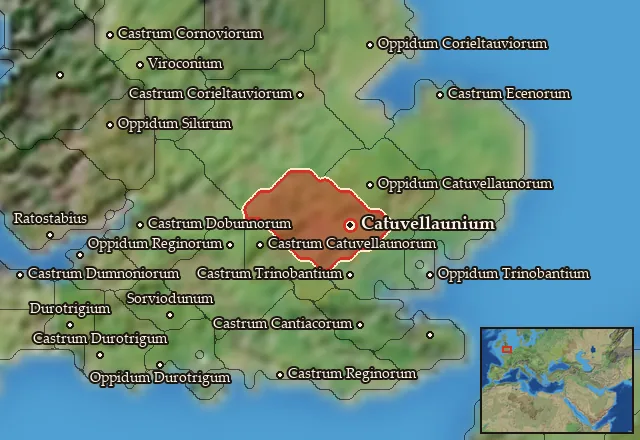 Castrum Cornoviorum
Oppidum Corieltauviorum
Viroconium
Castrum Corieltauviorum
Castrum Ecenorum
Oppidum Silurum
Oppidum Catuvellaunorum
Ratostabius
Castrum Dobunnorum
Catuvellaunium
Oppidum Reginorum
Castrum Catuvellaunorum
Castrum Dumnoniorum
Castrum Trinobantium
Oppidum Trinobantium
Sorviodunum
Durotrigium
Castrum Cantiacorum
Castrum Durotrigum
Oppidum Durotrigum
Castrum Reginorum